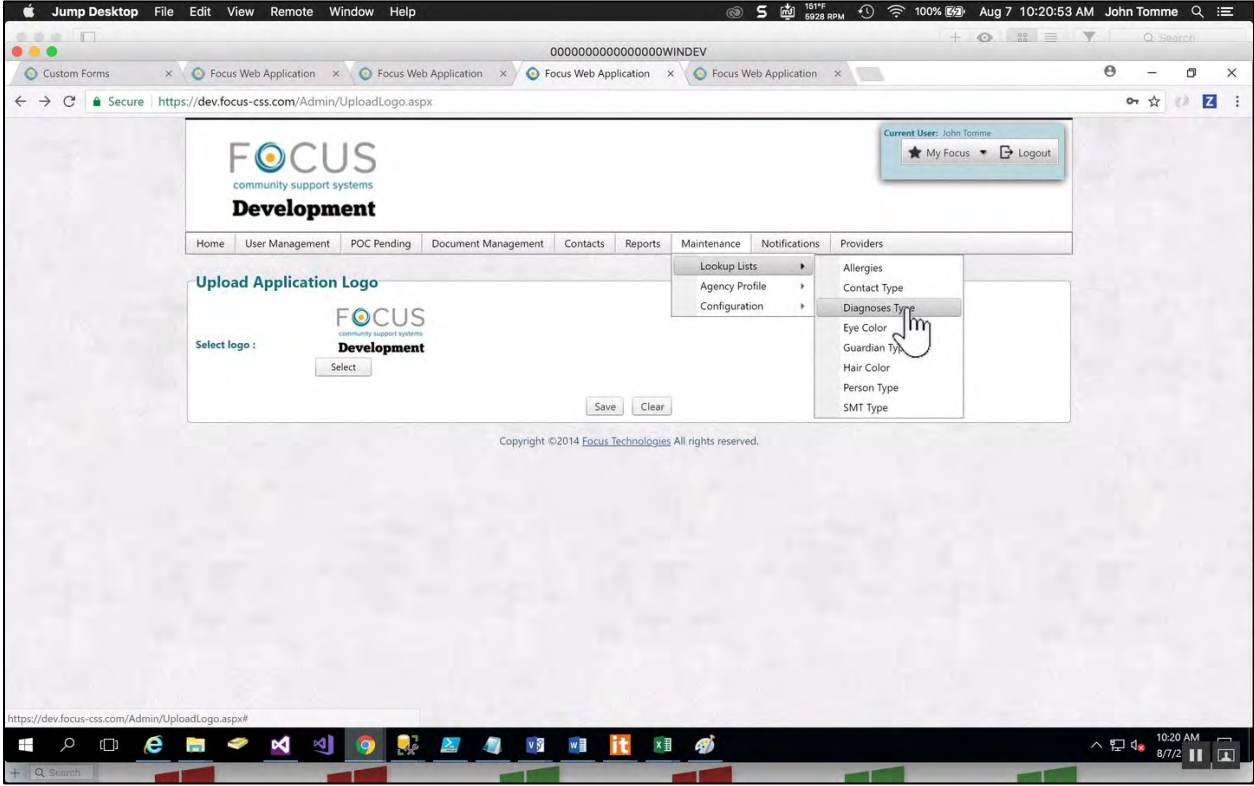 Jump Desktop File Edit View Remote Window Help 151°F 5928 RPM 100% Aug 7 10:20:53 AM John Tomme
Search
0000000000000000WINDEV
Custom Forms × Focus Web Application × Focus Web Application × Focus Web Application × Focus Web Application ×
Secure https://dev.focus-css.com/Admin/UploadLogo.aspx Z
Current User: John Tomme
My Focus Logout
FOCUS
community support systems
Development
Home User Management POC Pending Document Management Contacts Reports Maintenance Notifications Providers
Lookup Lists
Agency Profile
Configuration
Allergies
Contact Type
Diagnoses Type
Eye Color
Guardian Type
Hair Color
Person Type
SMT Type
Upload Application Logo
FOCUS
community support systems
Development
Select logo :
Select
Save Clear
Copyright ©2014 Focus Technologies All rights reserved.
https://dev.focus-css.com/Admin/UploadLogo.aspx#
10:20 AM
8/7/2
Search